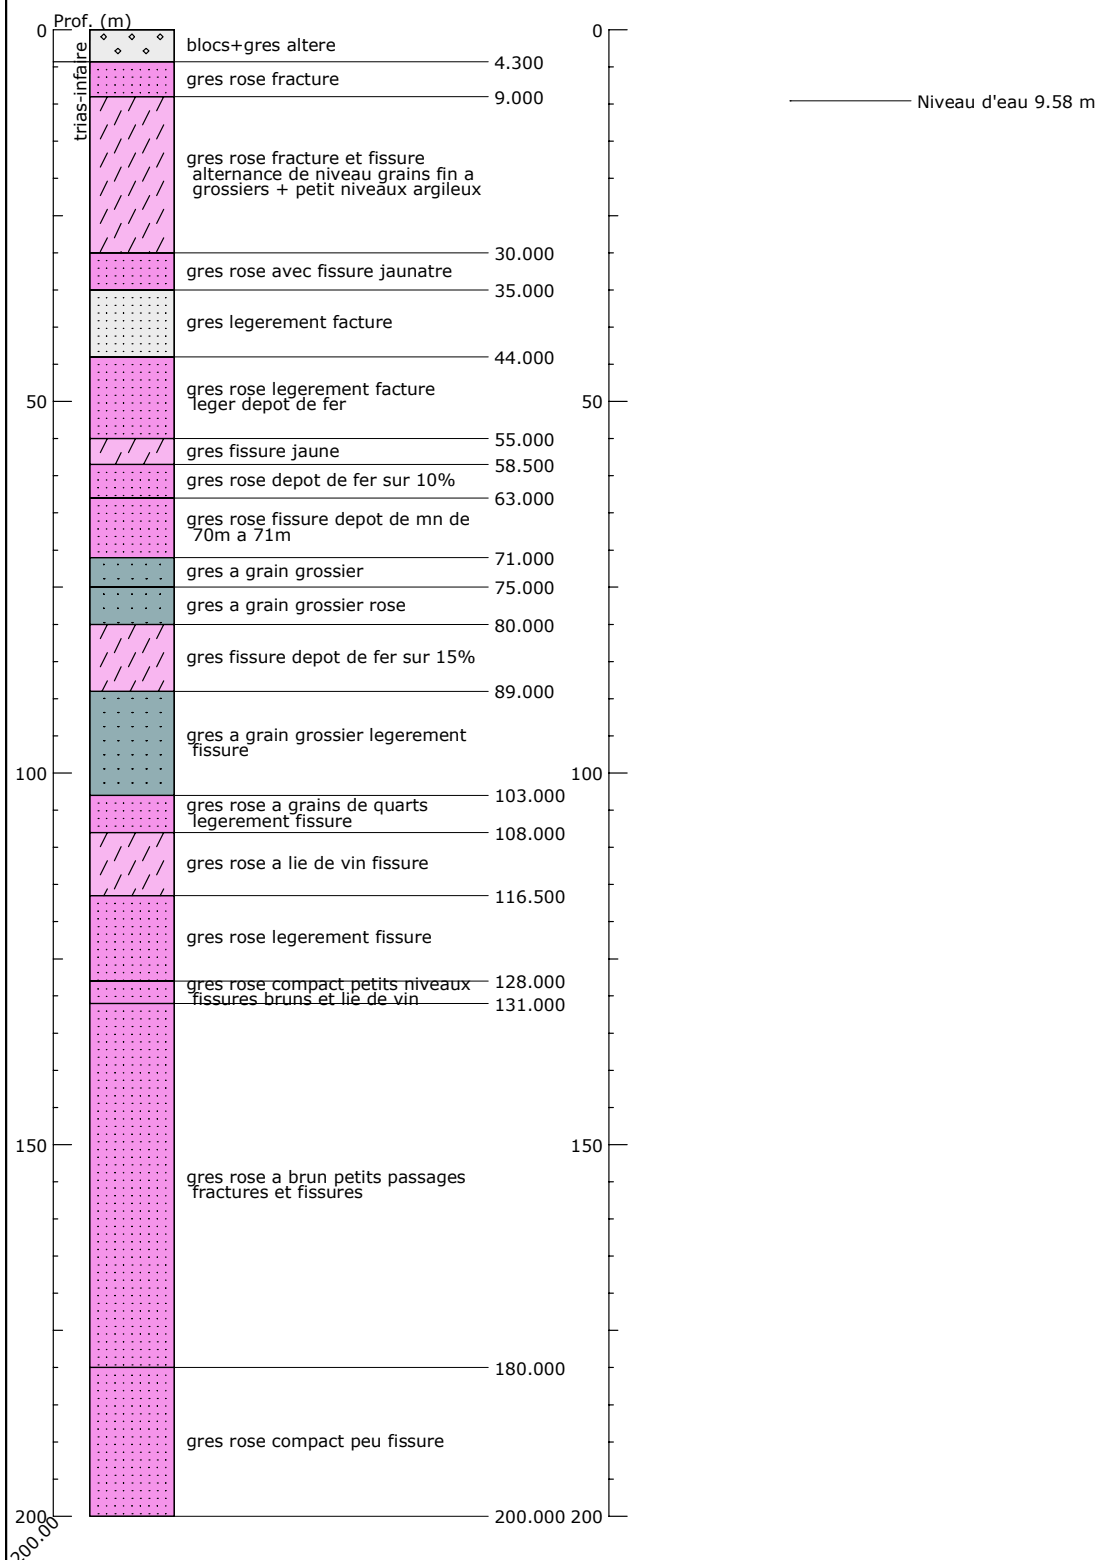 Prof. (m)
0
0
trias-infaire
blocs+gres altere
4.300
gres rose fracture
9.000
Niveau d'eau 9.58 m
gres rose fracture et fissure
alternance de niveau grains fin a
grossiers + petit niveaux argileux
30.000
gres rose avec fissure jaunatre
35.000
gres legerement facture
44.000
gres rose legerement facture
leger depot de fer
50
50
55.000
gres fissure jaune
58.500
gres rose depot de fer sur 10%
63.000
gres rose fissure depot de mn de
70m a 71m
71.000
gres a grain grossier
75.000
gres a grain grossier rose
80.000
gres fissure depot de fer sur 15%
89.000
gres a grain grossier legerement
fissure
100
100
103.000
gres rose a grains de quarts
legerement fissure
108.000
gres rose a lie de vin fissure
116.500
gres rose legerement fissure
128.000
gres rose compact petits niveaux
fissures bruns et lie de vin
131.000
150
150
gres rose a brun petits passages
fractures et fissures
180.000
gres rose compact peu fissure
200
200.000
200
200.00